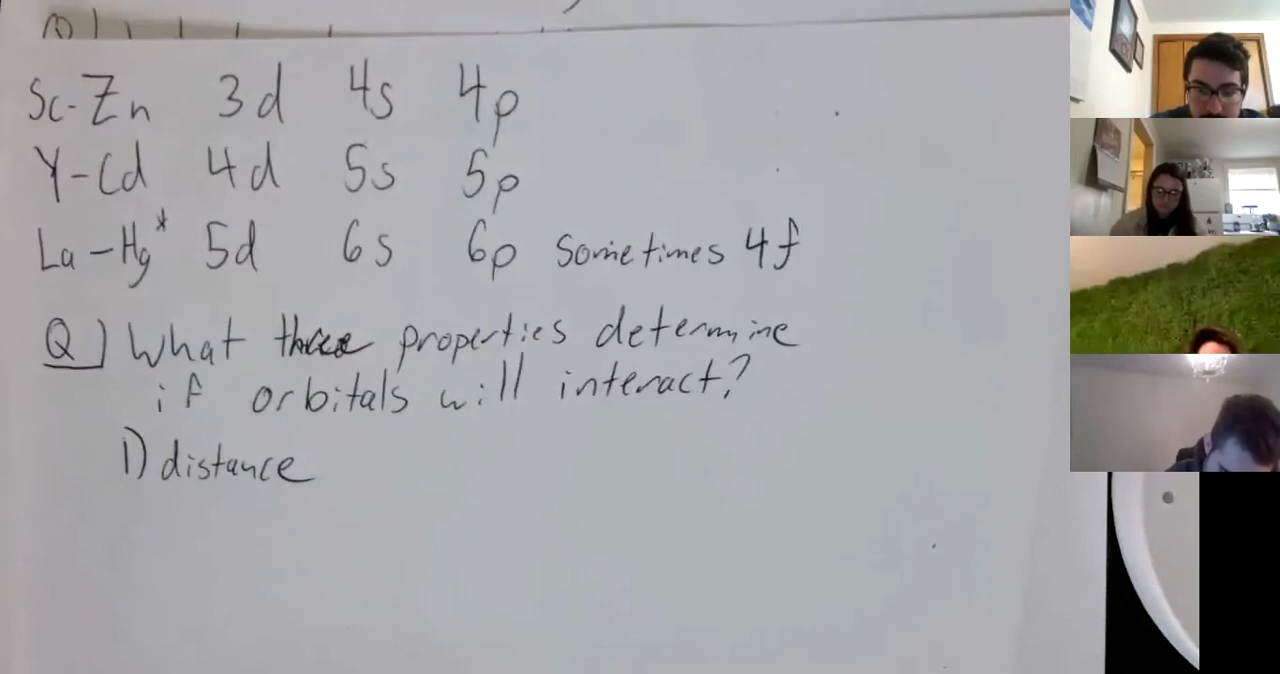 Q)
Sc-Zn 3d 4s 4p
Y-Cd 4d 5s 5p
La-Hg* 5d 6s 6p sometimes 4f
Q) What three properties determine
if orbitals will interact?
1) distance